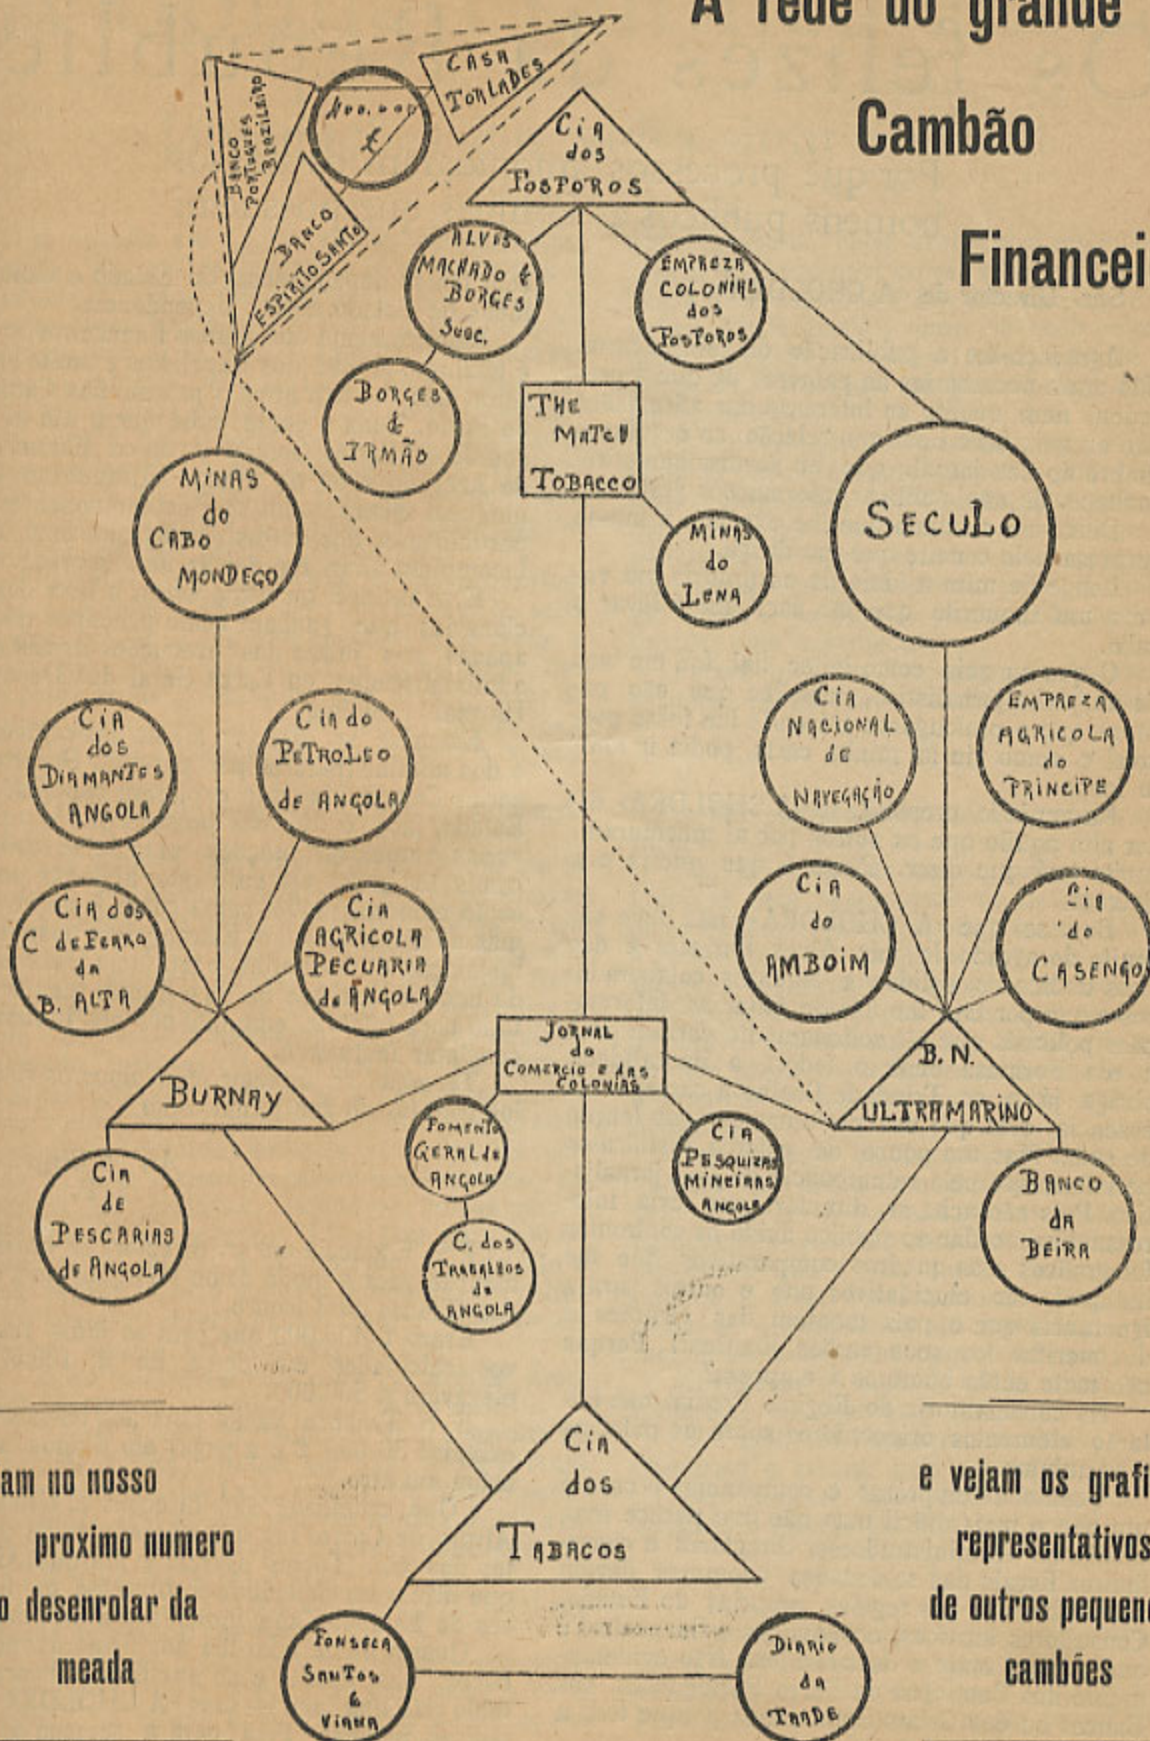 A rede do grande
Cambão
Financei
BANCO
PORTUGUES
BRAZILEIRO
CASA
TORLADES
BANCO
ESPIRITO SANTO
CiA
dos
FOSFOROS
ALVES
MACHADO &
BORGES
Succ.
EMPREZA
COLONIAL
dos
FOSFOROS
BORGES
&
IRMÃO
THE
MATCH
TOBACCO
MINAS
do
LENA
SECULO
MINAS
do
CABO
MONDEGO
CiA
dos
DIAMANTES
ANGOLA
CiA do
PETROLEO
de ANGOLA
CiA
NACIONAL
de
NAVEGAÇÃO
EMPREZA
AGRICOLA
do
PRINCIPE
CiA dos
C de FERRO
da
B. ALTA
CiA
AGRICOLA
PECUARIA
de ANGOLA
CiA
do
AMBOIM
CiA
do
CASENGO
BURNAY
JORNAL
do
COMERCIO E DAS
COLONIAS
B. N.
ULTRAMARINO
CiA
de
PESCARIAS
de ANGOLA
FOMENTO
GERAL de
ANGOLA
C. dos
TRABALHOS
de
ANGOLA
CiA
PESQUIZAS
MINEIRAS
ANGOLA
BANCO
DA
BEIRA
CiA
dos
TABACOS
FONSECA
SANTOS
&
VIANA
DIARIO
DA
TARDE
am no nosso
proximo numero
o desenrolar da
meada
e vejam os grafi
representativos
de outros pequen
cambões